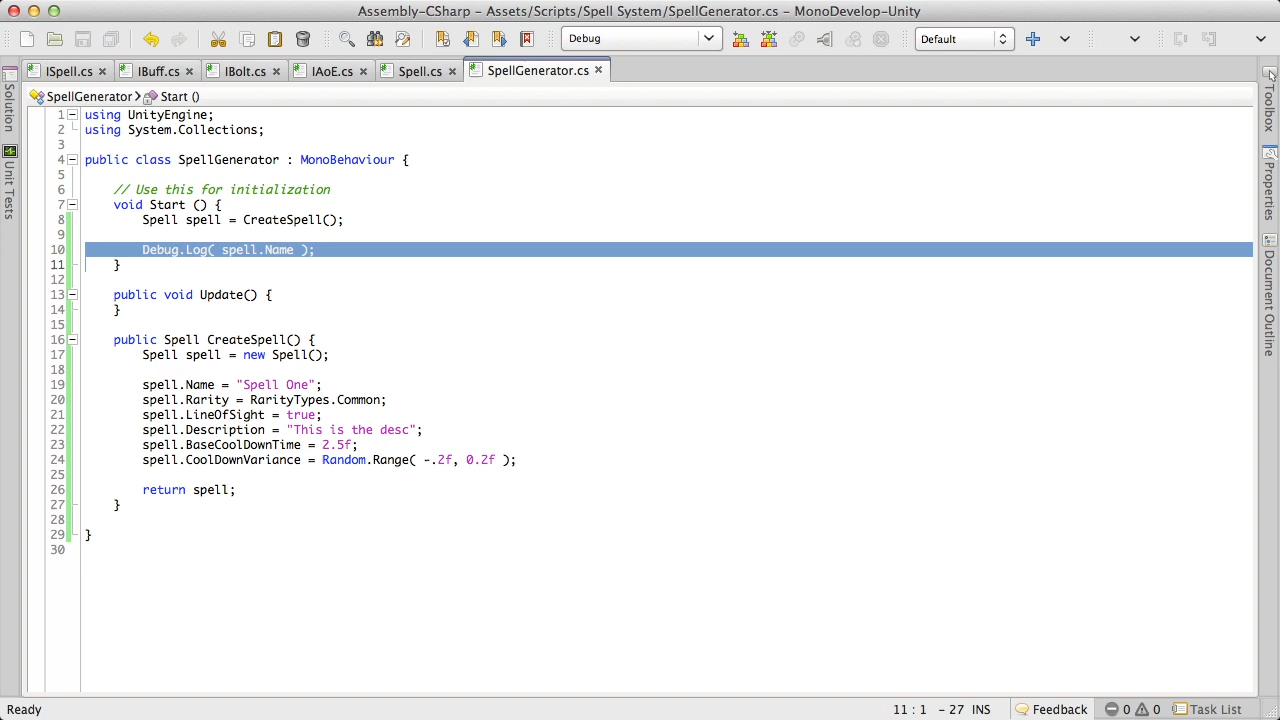 Assembly-CSharp - Assets/Scripts/Spell System/SpellGenerator.cs - MonoDevelop-Unity
Debug
Default
ISpell.cs IBuff.cs IBolt.cs IAoE.cs Spell.cs SpellGenerator.cs
SpellGenerator Start ()
Solution
Unit Tests
1 using UnityEngine;
2 using System.Collections;
3
4 public class SpellGenerator : MonoBehaviour {
5
6 // Use this for initialization
7 void Start () {
8 Spell spell = CreateSpell();
9
10 Debug.Log( spell.Name );
11 }
12
13 public void Update() {
14 }
15
16 public Spell CreateSpell() {
17 Spell spell = new Spell();
18
19 spell.Name = "Spell One";
20 spell.Rarity = RarityTypes.Common;
21 spell.LineOfSight = true;
22 spell.Description = "This is the desc";
23 spell.BaseCoolDownTime = 2.5f;
24 spell.CoolDownVariance = Random.Range( -.2f, 0.2f );
25
26 return spell;
27 }
28
29 }
30
Toolbox
Properties
Document Outline
Ready
11 : 1 - 27 INS Feedback 0 0 Task List